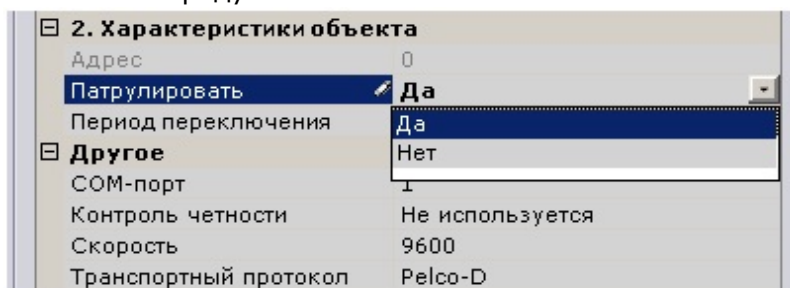 2. Характеристики объекта
Адрес 0
Патрулировать Да
Период переключения Да
Другое Нет
COM-порт 1
Контроль четности Не используется
Скорость 9600
Транспортный протокол Pelco-D